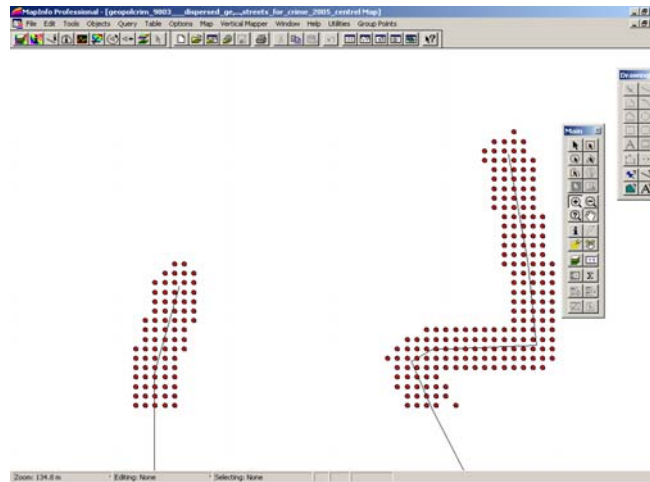 MapInfo Professional - [geopolcrim_9803___dispersed_ge,...,streets_for_crime_2005_centrel Map]
File Edit Tools Objects Query Table Options Map Vertical Mapper Window Help Utilities Group Points
Drawing
Main
Zoom: 134.8 m Editing: None Selecting: None